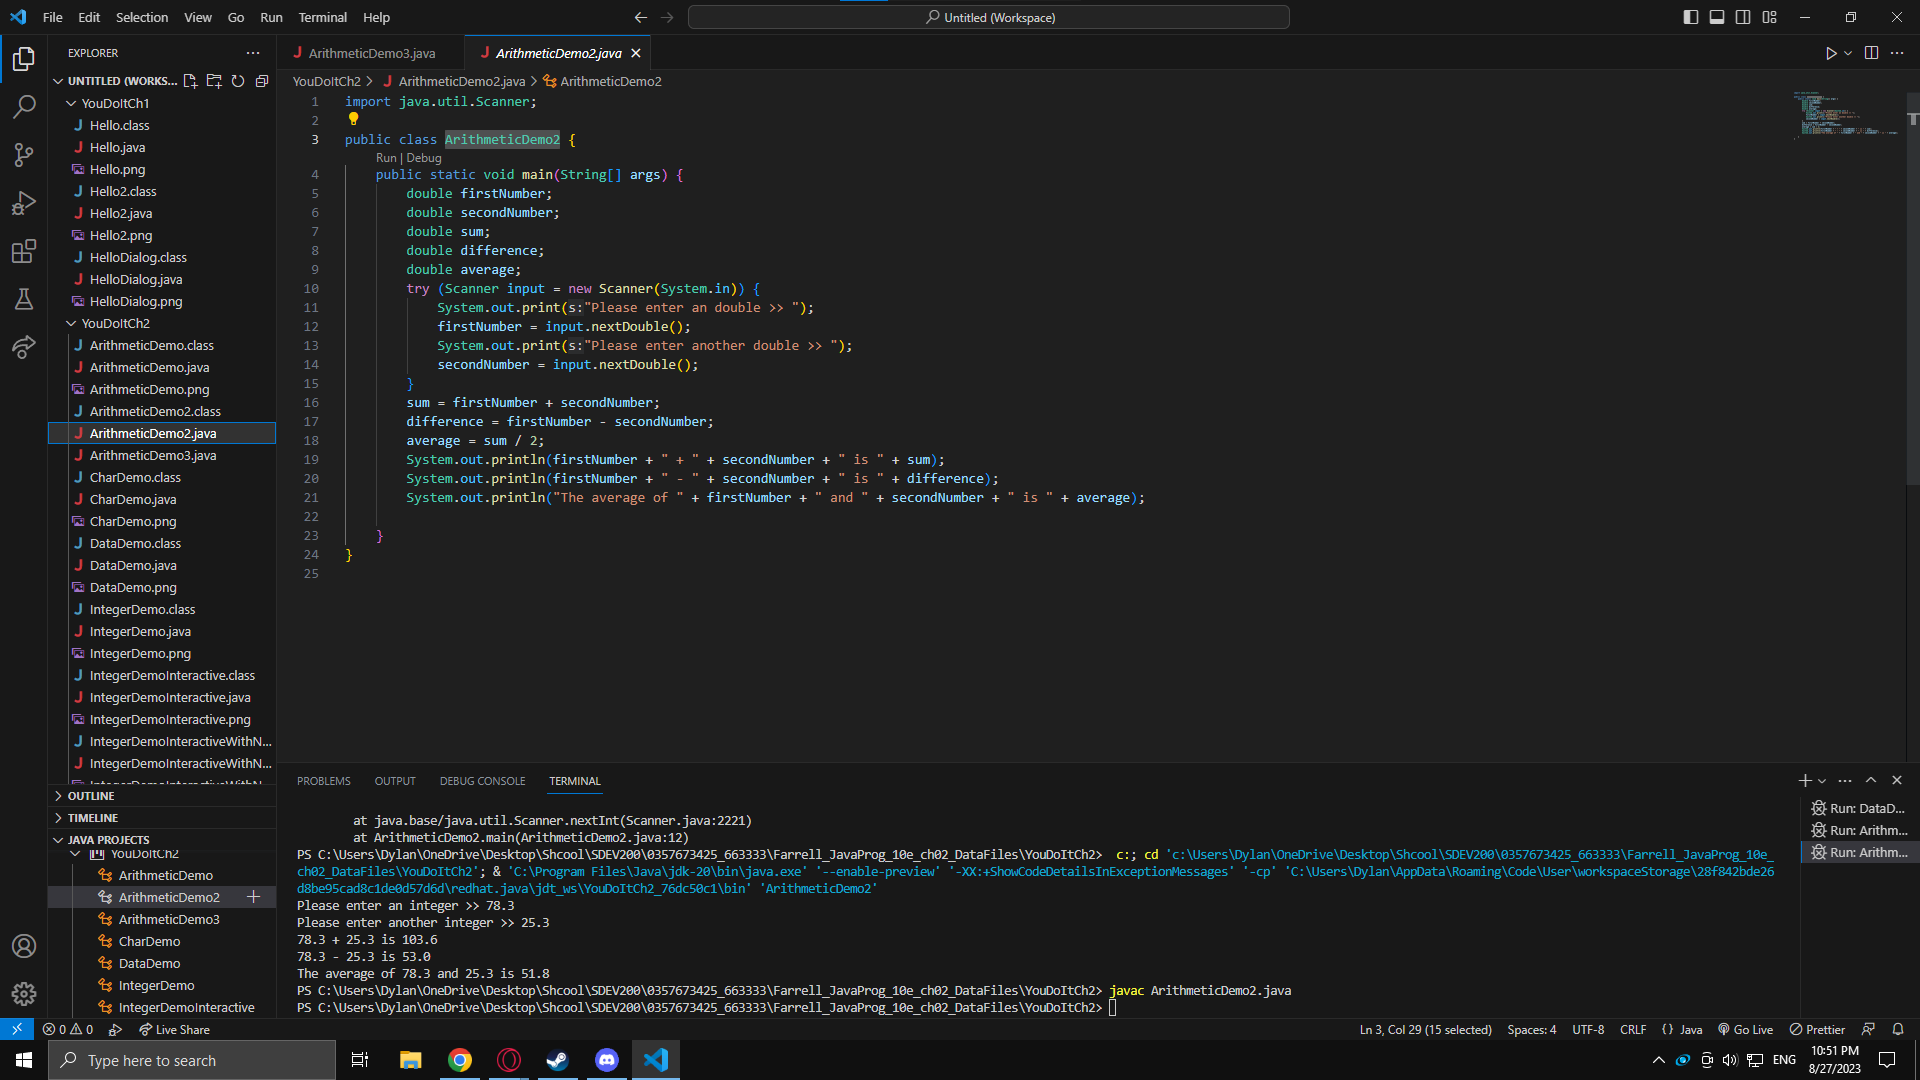 File Edit Selection View Go Run Terminal Help
Untitled (Workspace)
EXPLORER
UNTITLED (WORKS...
YouDoItCh1
Hello.class
Hello.java
Hello.png
Hello2.class
Hello2.java
Hello2.png
HelloDialog.class
HelloDialog.java
HelloDialog.png
YouDoItCh2
ArithmeticDemo.class
ArithmeticDemo.java
ArithmeticDemo.png
ArithmeticDemo2.class
ArithmeticDemo2.java
ArithmeticDemo3.java
CharDemo.class
CharDemo.java
CharDemo.png
DataDemo.class
DataDemo.java
DataDemo.png
IntegerDemo.class
IntegerDemo.java
IntegerDemo.png
IntegerDemoInteractive.class
IntegerDemoInteractive.java
IntegerDemoInteractive.png
IntegerDemoInteractiveWithN...
IntegerDemoInteractiveWithN...
IntegerDemoInteractiveWithN...
OUTLINE
TIMELINE
JAVA PROJECTS
YouDoItCh2
ArithmeticDemo
ArithmeticDemo2
ArithmeticDemo3
CharDemo
DataDemo
IntegerDemo
IntegerDemoInteractive
ArithmeticDemo3.java
ArithmeticDemo2.java
YouDoItCh2 > ArithmeticDemo2.java > ArithmeticDemo2
1 import java.util.Scanner;
2
3 public class ArithmeticDemo2 {
Run | Debug
4 public static void main(String[] args) {
5 double firstNumber;
6 double secondNumber;
7 double sum;
8 double difference;
9 double average;
10 try (Scanner input = new Scanner(System.in)) {
11 System.out.print(s:"Please enter an double >> ");
12 firstNumber = input.nextDouble();
13 System.out.print(s:"Please enter another double >> ");
14 secondNumber = input.nextDouble();
15 }
16 sum = firstNumber + secondNumber;
17 difference = firstNumber - secondNumber;
18 average = sum / 2;
19 System.out.println(firstNumber + " + " + secondNumber + " is " + sum);
20 System.out.println(firstNumber + " - " + secondNumber + " is " + difference);
21 System.out.println("The average of " + firstNumber + " and " + secondNumber + " is " + average);
22
23 }
24 }
25
PROBLEMS OUTPUT DEBUG CONSOLE TERMINAL
at java.base/java.util.Scanner.nextInt(Scanner.java:2221)
at ArithmeticDemo2.main(ArithmeticDemo2.java:12)
PS C:\Users\Dylan\OneDrive\Desktop\Shcool\SDEV200\0357673425_663333\Farrell_JavaProg_10e_ch02_DataFiles\YouDoItCh2> c:; cd 'c:\Users\Dylan\OneDrive\Desktop\Shcool\SDEV200\0357673425_663333\Farrell_JavaProg_10e_
ch02_DataFiles\YouDoItCh2'; & 'C:\Program Files\Java\jdk-20\bin\java.exe' '--enable-preview' '-XX:+ShowCodeDetailsInExceptionMessages' '-cp' 'C:\Users\Dylan\AppData\Roaming\Code\User\workspaceStorage\28f842bde26
d8be95cad8c1de0d57d6d\redhat.java\jdt_ws\YouDoItCh2_76dc50c1\bin' 'ArithmeticDemo2'
Please enter an integer >> 78.3
Please enter another integer >> 25.3
78.3 + 25.3 is 103.6
78.3 - 25.3 is 53.0
The average of 78.3 and 25.3 is 51.8
PS C:\Users\Dylan\OneDrive\Desktop\Shcool\SDEV200\0357673425_663333\Farrell_JavaProg_10e_ch02_DataFiles\YouDoItCh2> javac ArithmeticDemo2.java
PS C:\Users\Dylan\OneDrive\Desktop\Shcool\SDEV200\0357673425_663333\Farrell_JavaProg_10e_ch02_DataFiles\YouDoItCh2>
Run: DataD...
Run: Arithm...
Run: Arithm...
0 0 Live Share
Ln 3, Col 29 (15 selected) Spaces: 4 UTF-8 CRLF {} Java Go Live Prettier
Type here to search
ENG
10:51 PM
8/27/2023